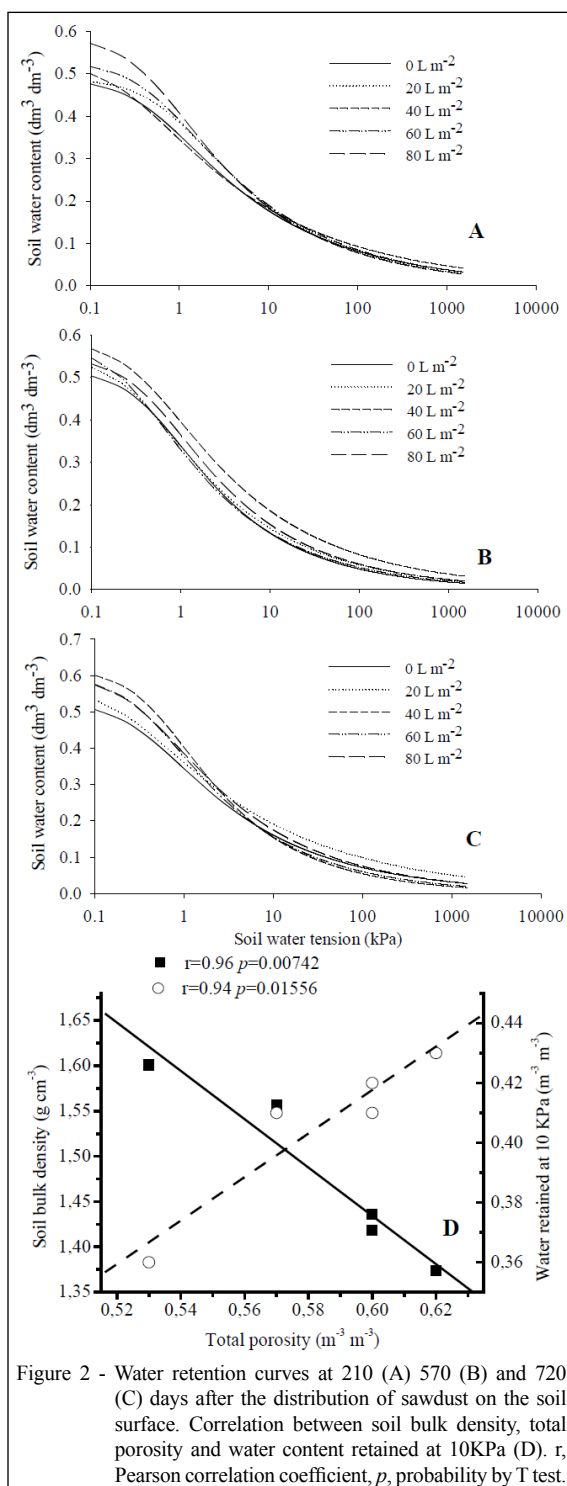 0.6
0.5
0.4
0.3
0.2
0.1
0.0
Soil water content (dm³ dm⁻³)
0 L m⁻²
20 L m⁻²
40 L m⁻²
60 L m⁻²
80 L m⁻²
A
0.1 1 10 100 1000 10000
0.6
0.5
0.4
0.3
0.2
0.1
0.0
Soil water content (dm³ dm⁻³)
0 L m⁻²
20 L m⁻²
40 L m⁻²
60 L m⁻²
80 L m⁻²
B
0.1 1 10 100 1000 10000
0.7
0.6
0.5
0.4
0.3
0.2
0.1
0.0
Soil water content (dm³ dm⁻³)
0 L m⁻²
20 L m⁻²
40 L m⁻²
60 L m⁻²
80 L m⁻²
C
0.1 1 10 100 1000 10000
Soil water tension (kPa)
r=0.96 p=0.00742
r=0.94 p=0.01556
1,65
1,60
1,55
1,50
1,45
1,40
1,35
Soil bulk density (g cm⁻³)
0,44
0,42
0,40
0,38
0,36
Water retained at 10 KPa (m⁻³ m⁻³)
D
0,52 0,54 0,56 0,58 0,60 0,62
Total porosity (m⁻³ m⁻³)
Figure 2 - Water retention curves at 210 (A) 570 (B) and 720
(C) days after the distribution of sawdust on the soil
surface. Correlation between soil bulk density, total
porosity and water content retained at 10KPa (D). r,
Pearson correlation coefficient, p, probability by T test.